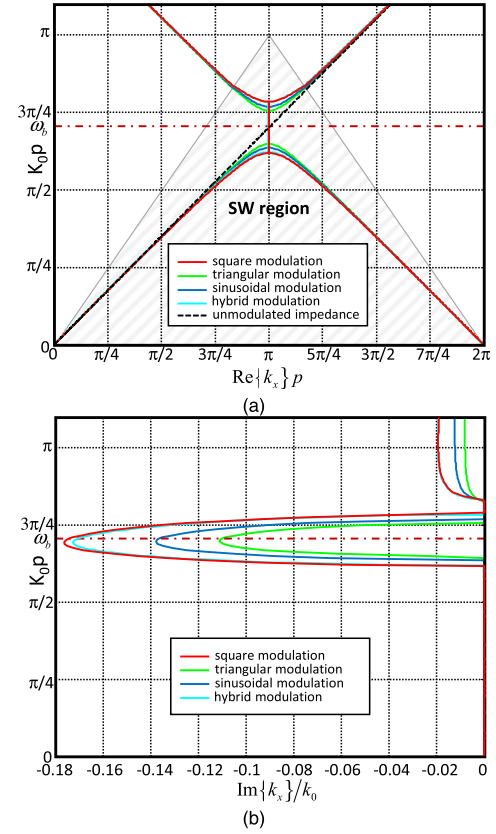 (a)
π
3π/4
ω_b
K₀p
π/2
π/4
0
SW region
square modulation
triangular modulation
sinusoidal modulation
hybrid modulation
unmodulated impedance
0 π/4 π/2 3π/4 π 5π/4 3π/2 7π/4 2π
Re{k_x} p
(a)
π
3π/4
ω_b
K₀p
π/2
π/4
0
square modulation
triangular modulation
sinusoidal modulation
hybrid modulation
-0.18 -0.16 -0.14 -0.12 -0.1 -0.08 -0.06 -0.04 -0.02 0
Im{k_x}/k₀
(b)